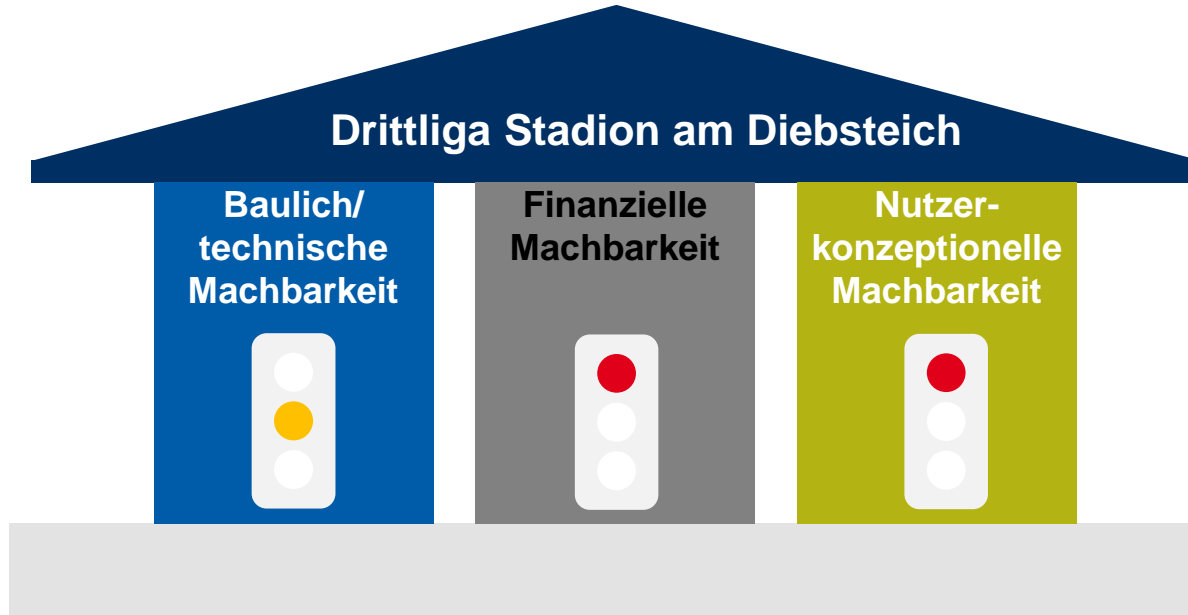 Drittliga Stadion am Diebsteich
Baulich/
technische
Machbarkeit
Finanzielle
Machbarkeit
Nutzer-
konzeptionelle
Machbarkeit